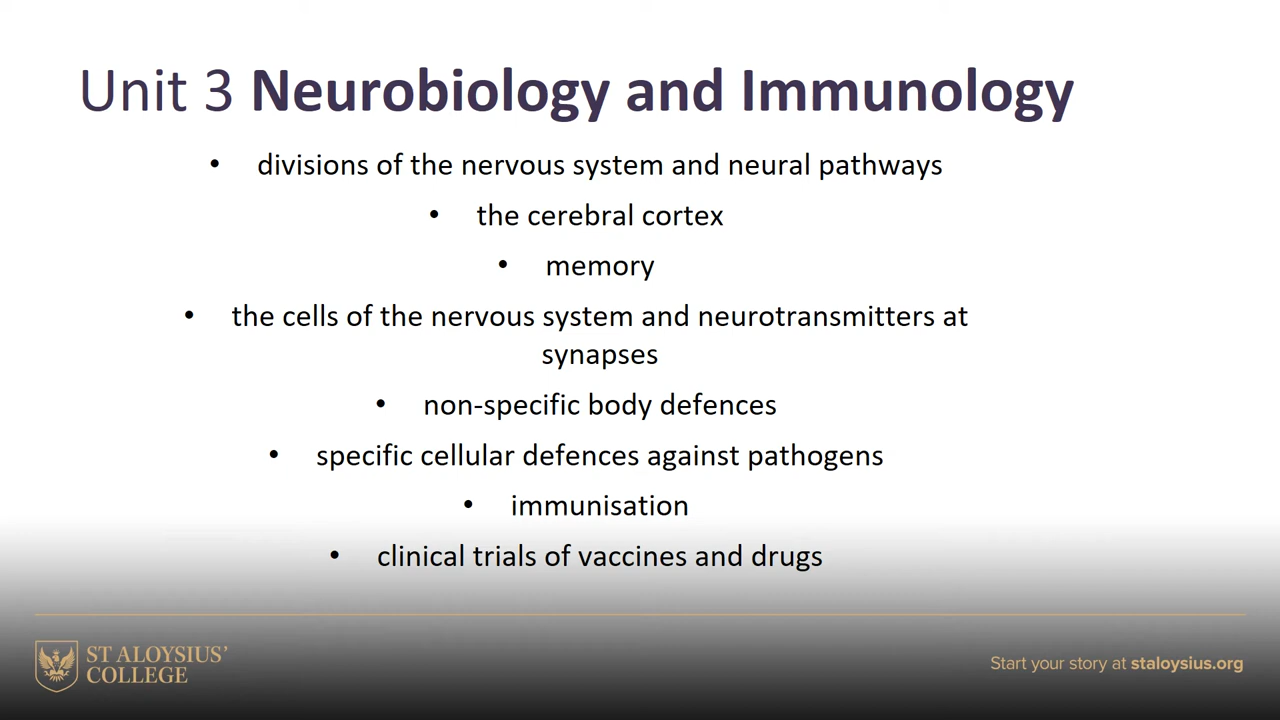 Unit 3 Neurobiology and Immunology
• divisions of the nervous system and neural pathways
• the cerebral cortex
• memory
• the cells of the nervous system and neurotransmitters at
synapses
• non-specific body defences
• specific cellular defences against pathogens
• immunisation
• clinical trials of vaccines and drugs
ST ALOYSIUS’
COLLEGE
Start your story at staloysius.org